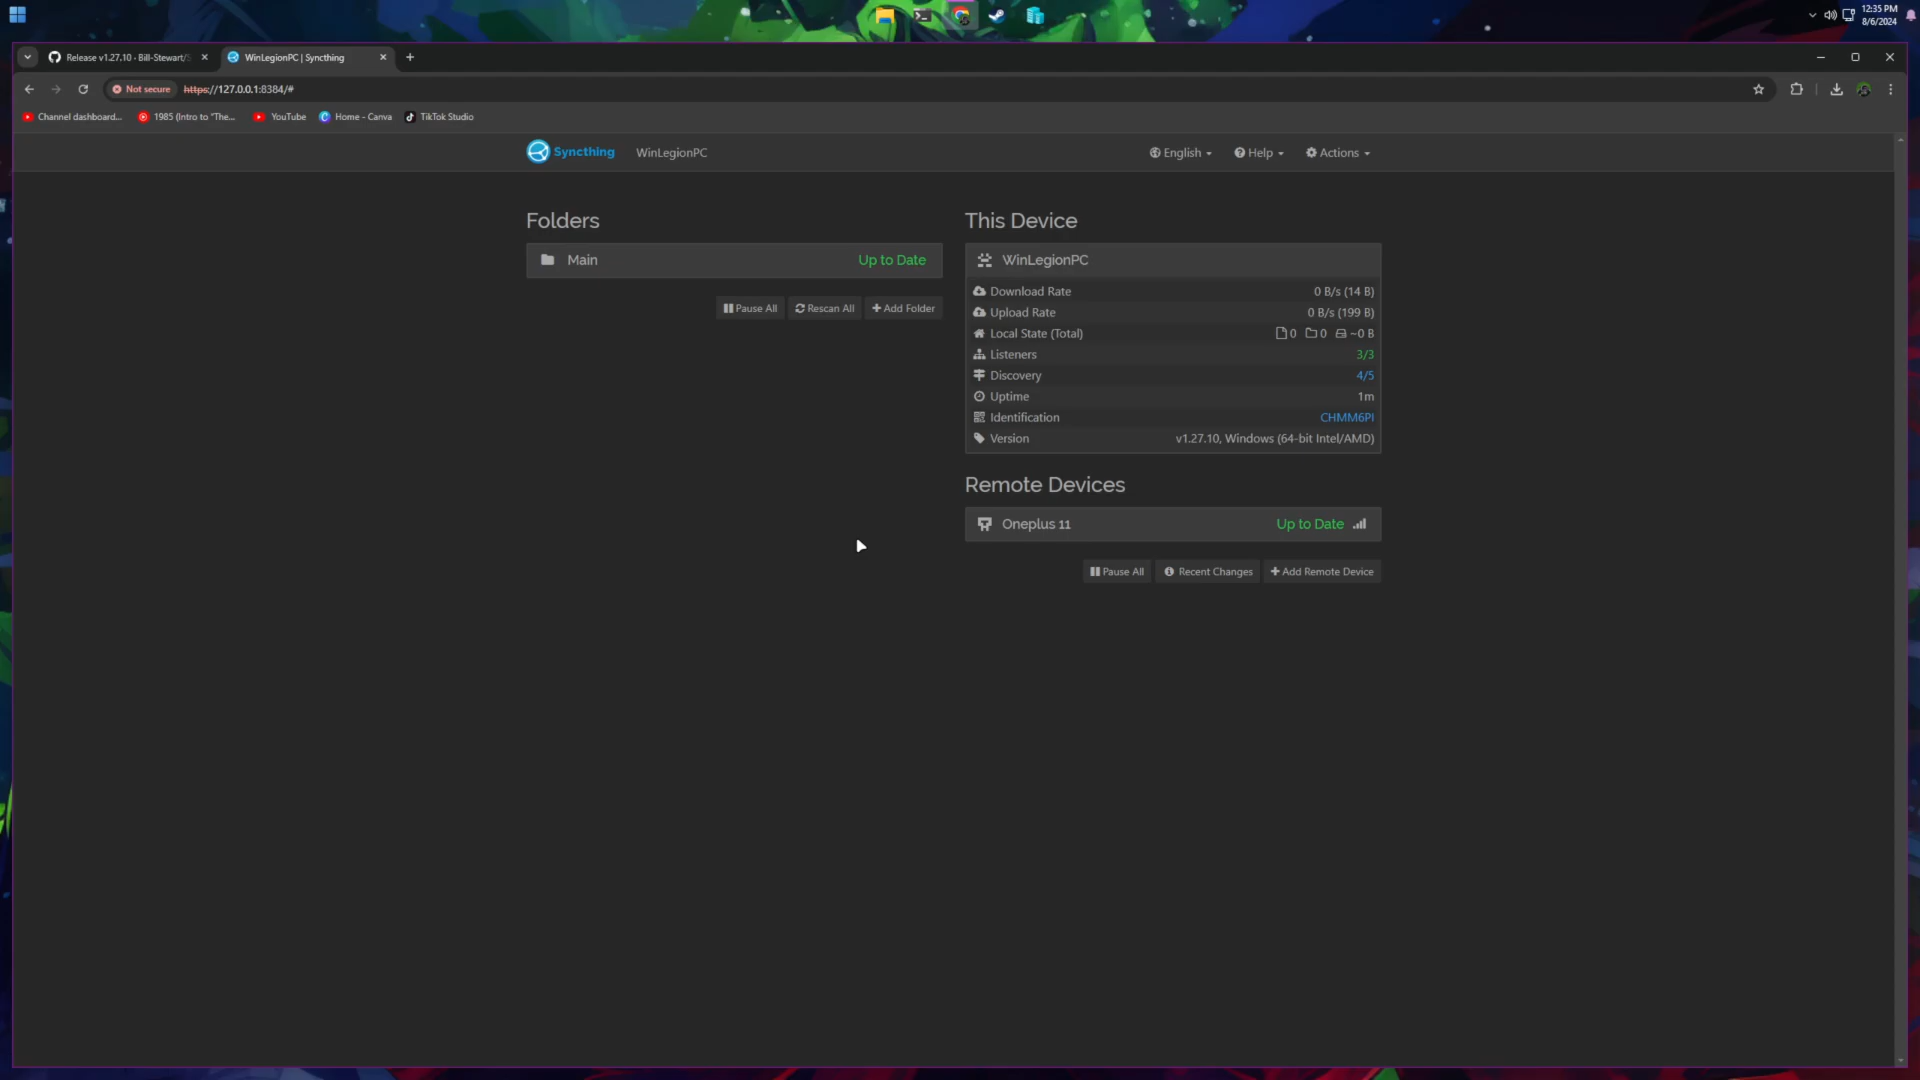 12:35 PM
8/6/2024
Release v1.27.10 · Bill-Stewart/S
WinLegionPC | Syncthing
Not secure
https://127.0.0.1:8384/#
Channel dashboard...
1985 (Intro to "The...
YouTube
Home - Canva
TikTok Studio
Syncthing
WinLegionPC
English
Help
Actions
Folders
Main
Up to Date
Pause All
Rescan All
Add Folder
This Device
WinLegionPC
Download Rate
0 B/s (14 B)
Upload Rate
0 B/s (199 B)
Local State (Total)
0
0
~0 B
Listeners
3/3
Discovery
4/5
Uptime
1m
Identification
CHMM6PI
Version
v1.27.10, Windows (64-bit Intel/AMD)
Remote Devices
Oneplus 11
Up to Date
Pause All
Recent Changes
Add Remote Device